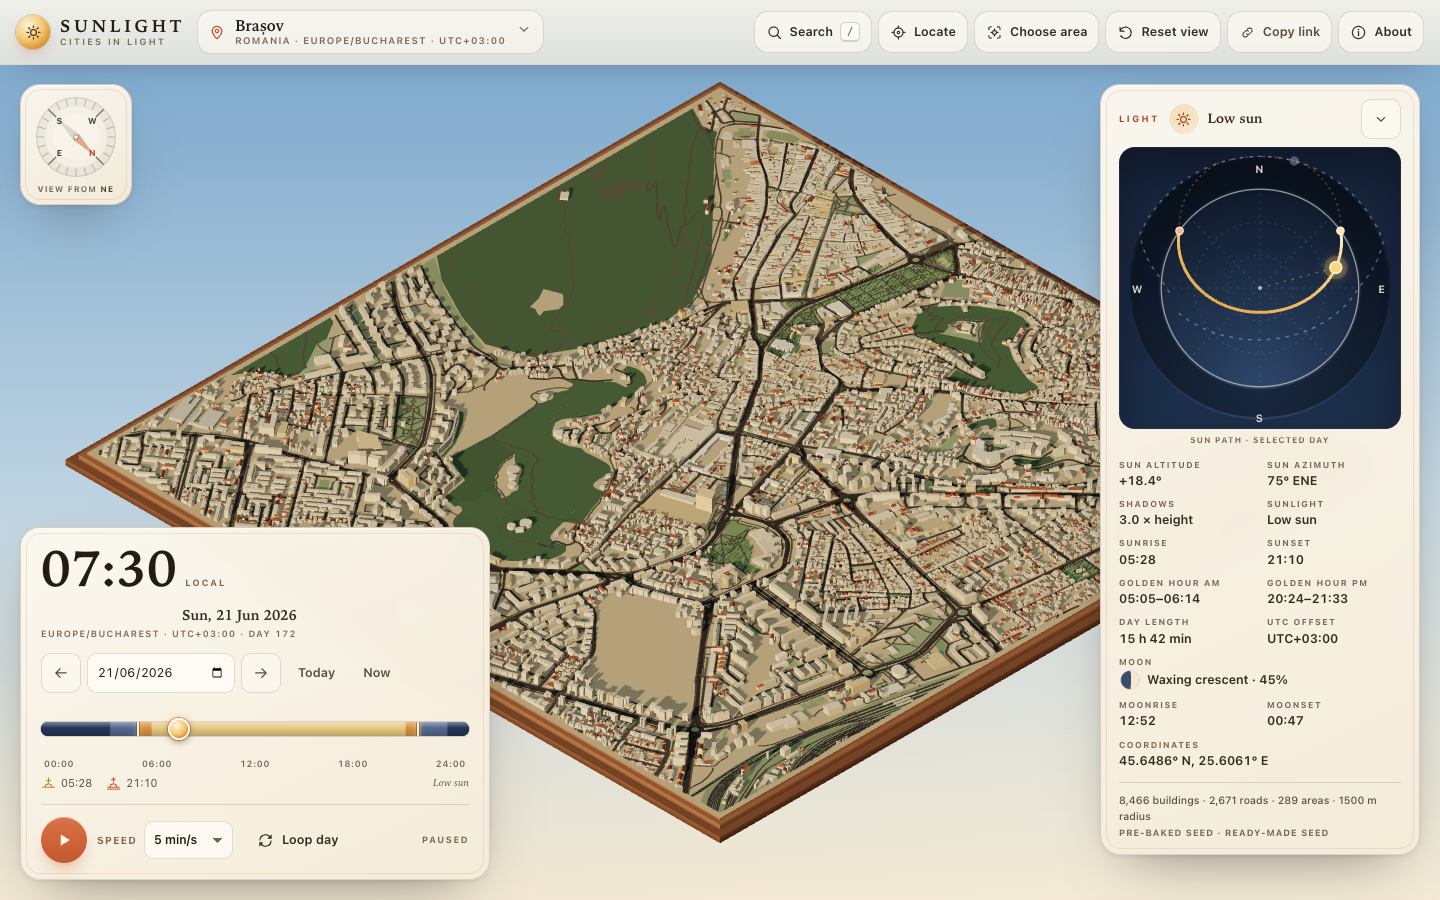 SUNLIGHT
CITIES IN LIGHT
Brașov
ROMANIA · EUROPE/BUCHAREST · UTC+03:00
Search /
Locate
Choose area
Reset view
Copy link
About
S W
E N
VIEW FROM NE
LIGHT Low sun
N
W E
S
SUN PATH · SELECTED DAY
SUN ALTITUDE SUN AZIMUTH
+18.4° 75° ENE
SHADOWS SUNLIGHT
3.0 × height Low sun
SUNRISE SUNSET
05:28 21:10
GOLDEN HOUR AM GOLDEN HOUR PM
05:05–06:14 20:24–21:33
DAY LENGTH UTC OFFSET
15 h 42 min UTC+03:00
MOON
Waxing crescent · 45%
MOONRISE MOONSET
12:52 00:47
COORDINATES
45.6486° N, 25.6061° E
8,466 buildings · 2,671 roads · 289 areas · 1500 m
radius
PRE-BAKED SEED · READY-MADE SEED
07:30 LOCAL
Sun, 21 Jun 2026
EUROPE/BUCHAREST · UTC+03:00 · DAY 172
21/06/2026
Today
Now
00:00 06:00 12:00 18:00 24:00
05:28 21:10 Low sun
SPEED 5 min/s Loop day PAUSED